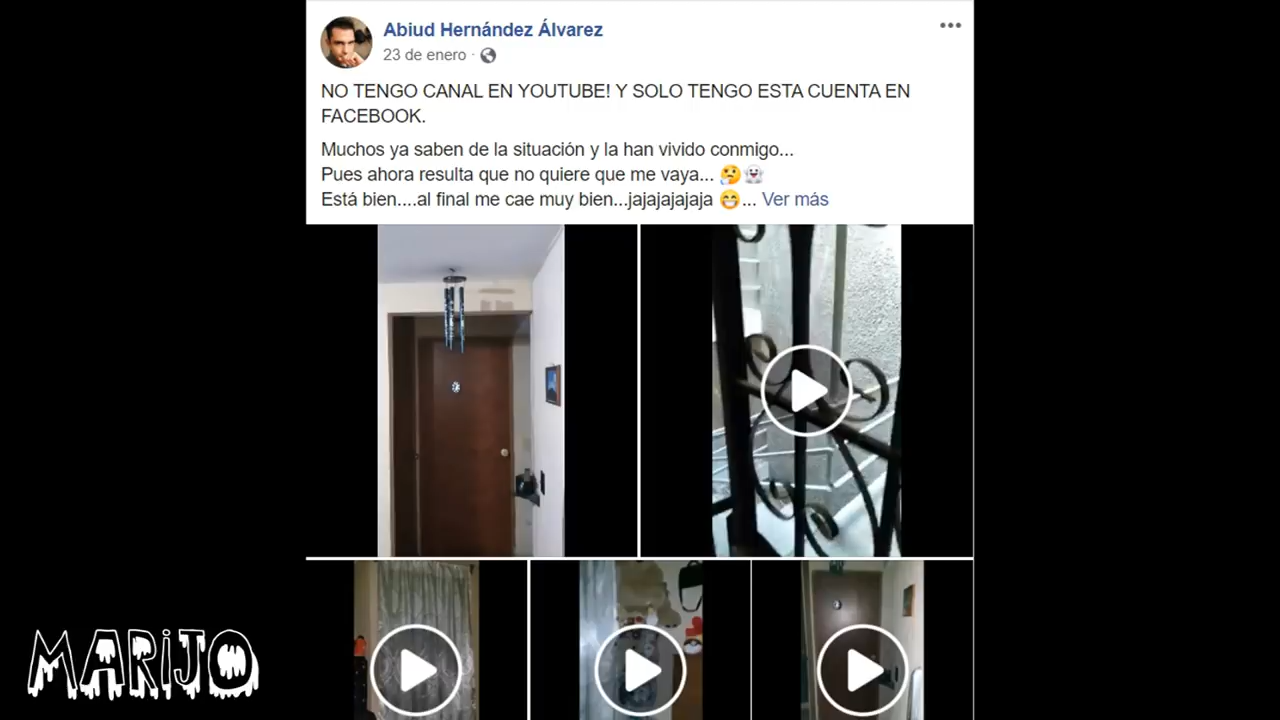 Abiud Hernández Álvarez
23 de enero ·
NO TENGO CANAL EN YOUTUBE! Y SOLO TENGO ESTA CUENTA EN
FACEBOOK.
Muchos ya saben de la situación y la han vivido conmigo...
Pues ahora resulta que no quiere que me vaya... 🤔👻
Está bien....al final me cae muy bien...jajajajajaja 😁... Ver más
MARiJO